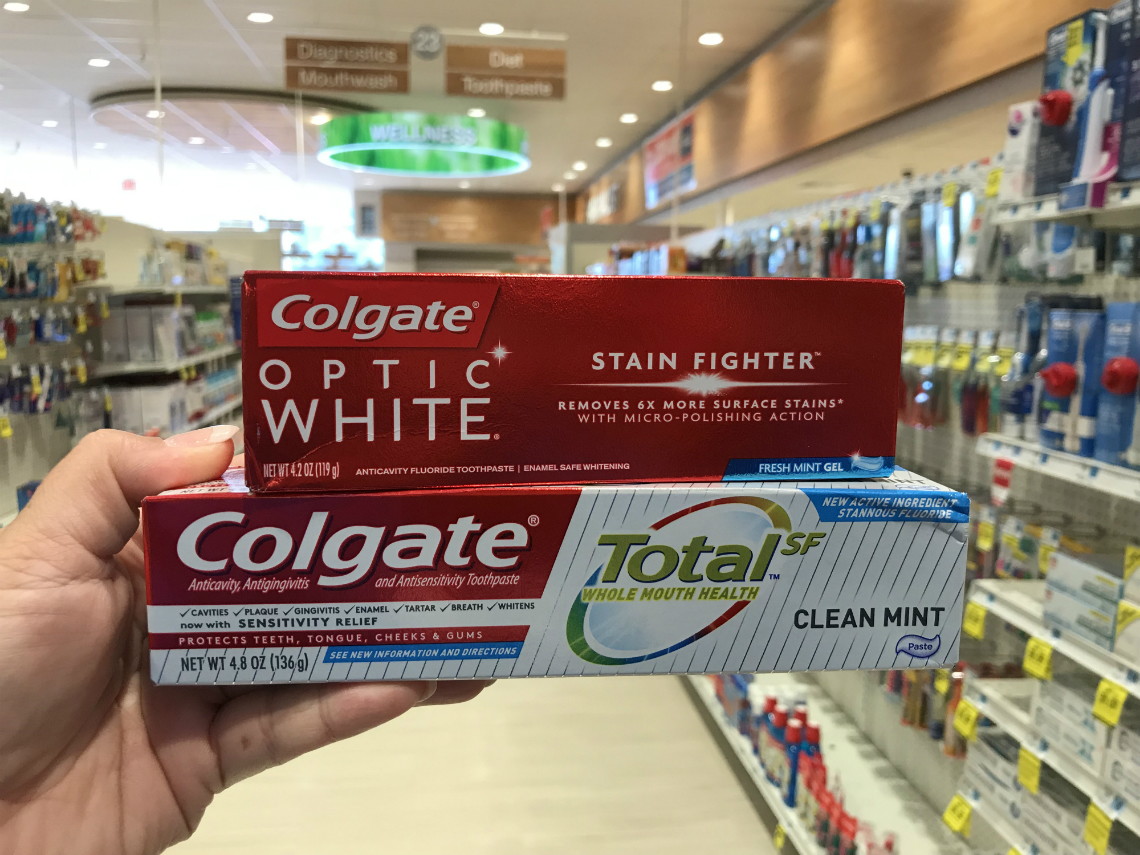 23
Diagnostics
Mouthwash
Diet
Toothpaste
WELLNESS
Colgate®
OPTIC
WHITE®
STAIN FIGHTER™
REMOVES 6X MORE SURFACE STAINS*
WITH MICRO-POLISHING ACTION
NET WT 4.2 OZ (119 g)
ANTICAVITY FLUORIDE TOOTHPASTE | ENAMEL SAFE WHITENING
FRESH MINT GEL
Colgate®
Anticavity, Antigingivitis and Antisensitivity Toothpaste
✓CAVITIES ✓PLAQUE ✓GINGIVITIS ✓ENAMEL ✓TARTAR ✓BREATH ✓WHITENS
now with SENSITIVITY RELIEF
PROTECTS TEETH, TONGUE, CHEEKS & GUMS
NET WT 4.8 OZ (136 g)
SEE NEW INFORMATION AND DIRECTIONS
NEW ACTIVE INGREDIENT
STANNOUS FLUORIDE
Total SF™
WHOLE MOUTH HEALTH
CLEAN MINT
Paste